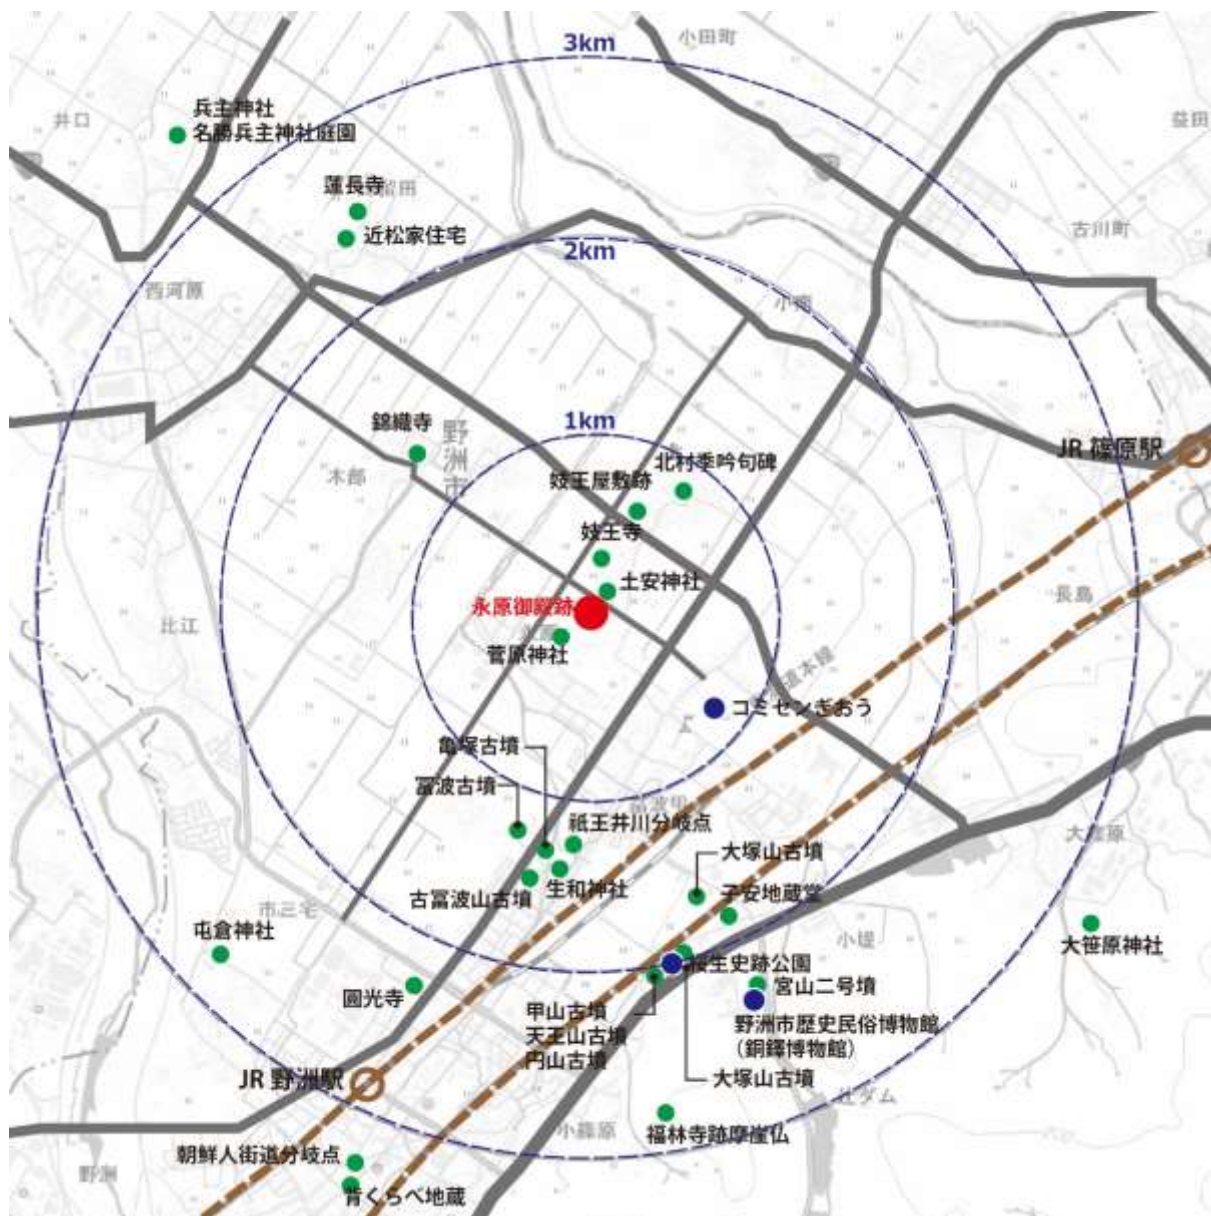 3km
小田町
兵主神社
名勝兵主神社庭園
井口
益田
蓮長寺
近松家住宅
古川町
2km
西河原
小南
1km
錦織寺
野洲市
木部
JR 篠原駅
北村季吟句碑
妓王屋敷跡
妓王寺
土安神社
永原御殿跡
長島
比江
菅原神社
コミセンぎおう
亀塚古墳
冨波古墳
祇王井川分岐点
大塚山古墳
古冨波山古墳
生和神社
子安地蔵堂
市三宅
屯倉神社
小堤
大笹原神社
桜生史跡公園
宮山二号墳
圓光寺
甲山古墳
天王山古墳
円山古墳
野洲市歴史民俗博物館
(銅鐸博物館)
JR 野洲駅
大塚山古墳
辻ダム
小篠原
福林寺跡摩崖仏
朝鮮人街道分岐点
野洲
背くらべ地蔵